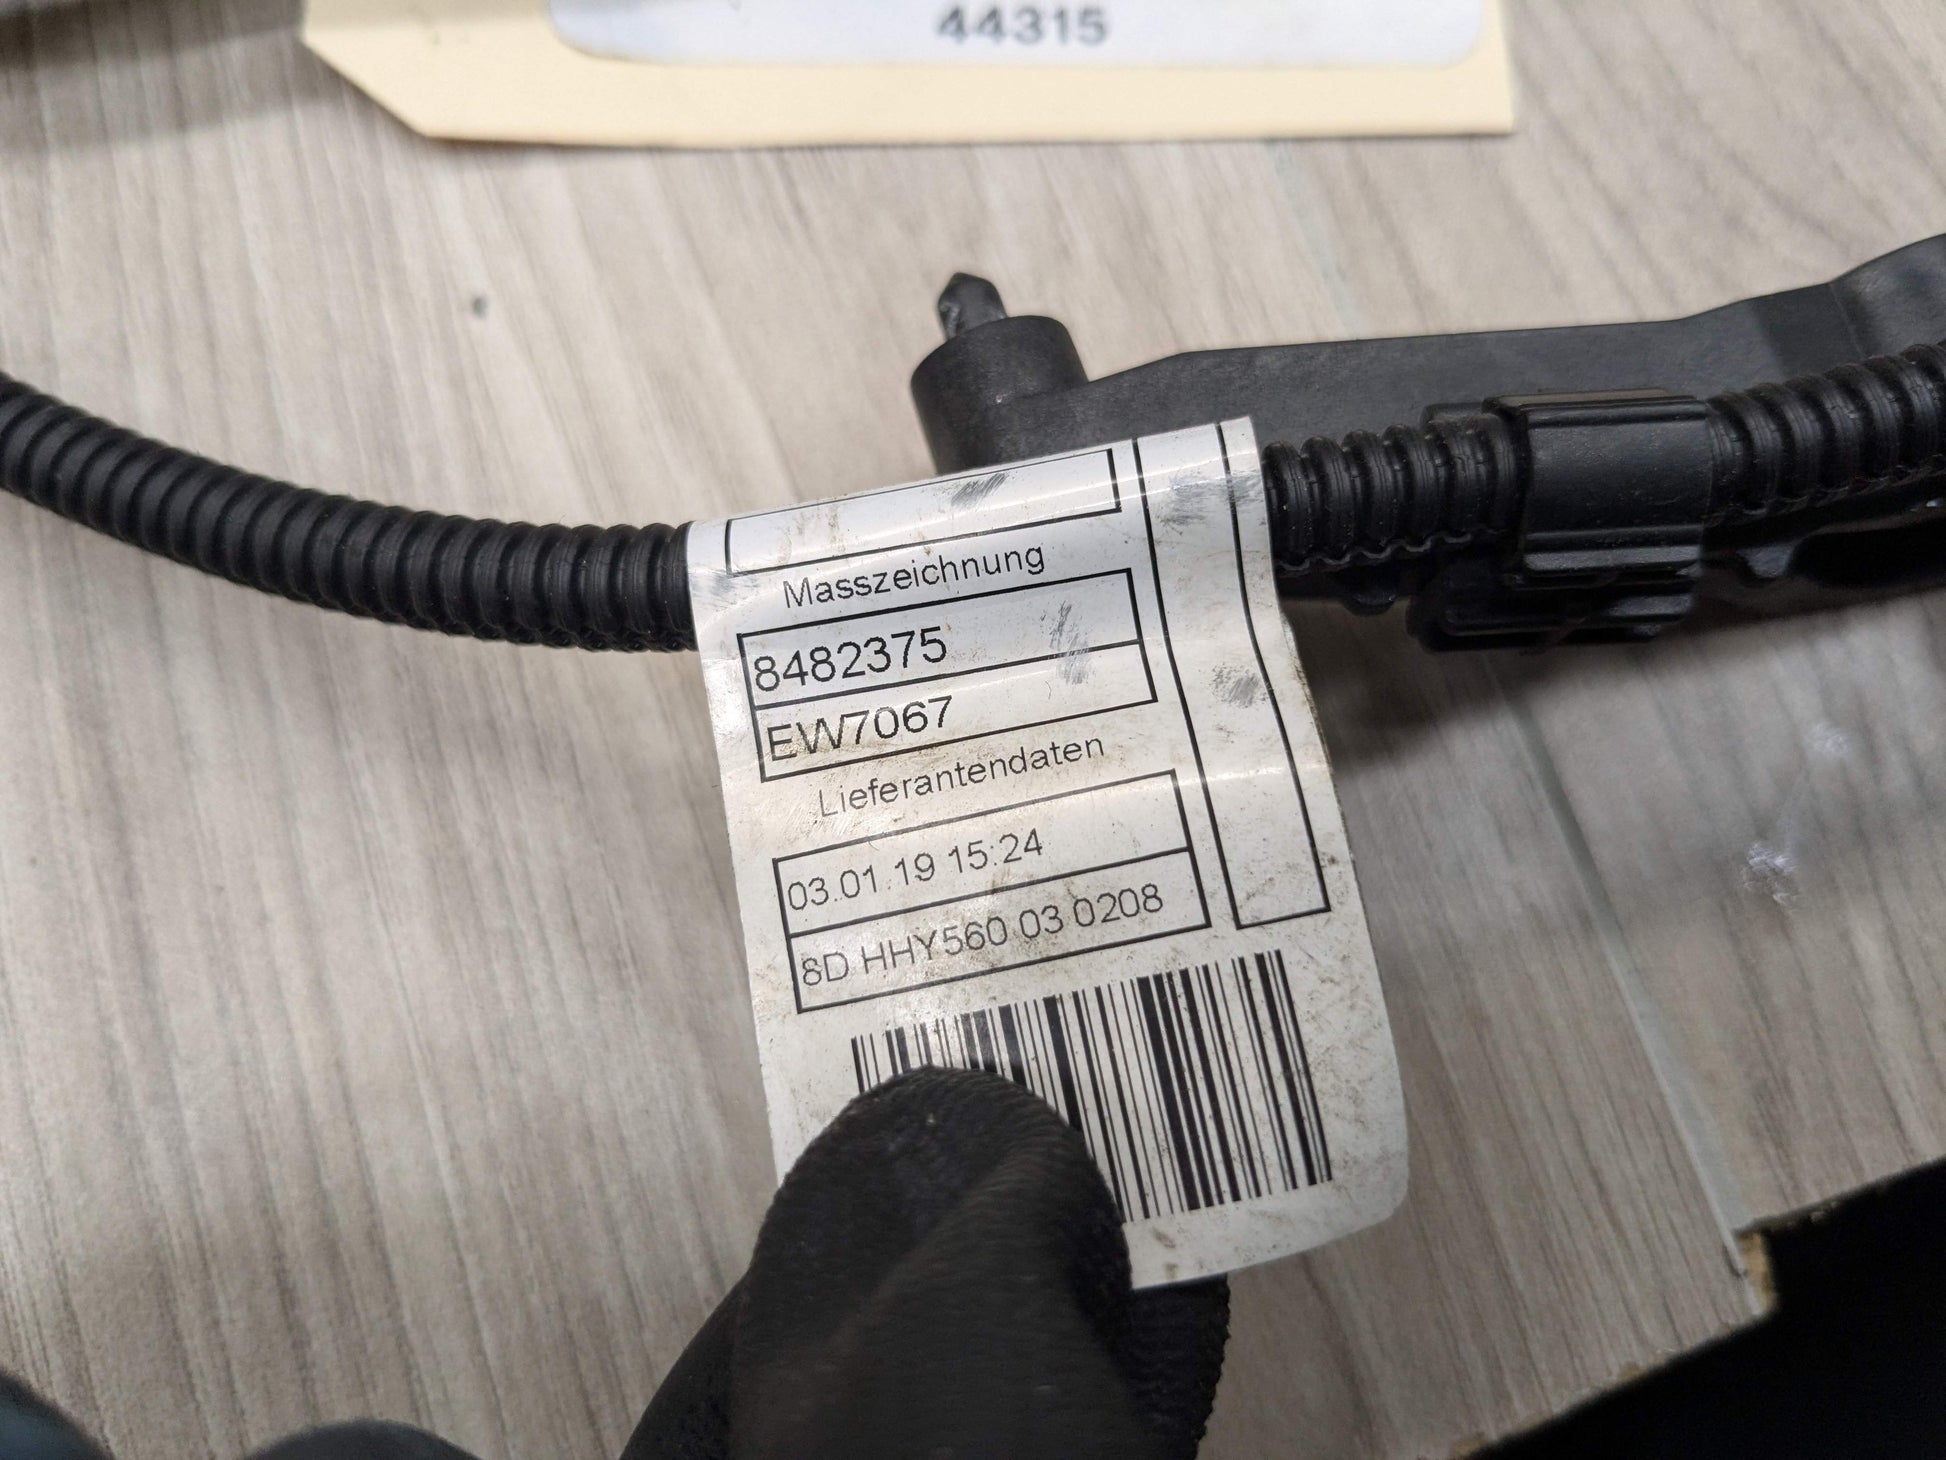 44315
Masszeichnung
8482375
EW7067
Lieferantendaten
03.01.19 15:24
8D HHY560 03 0208